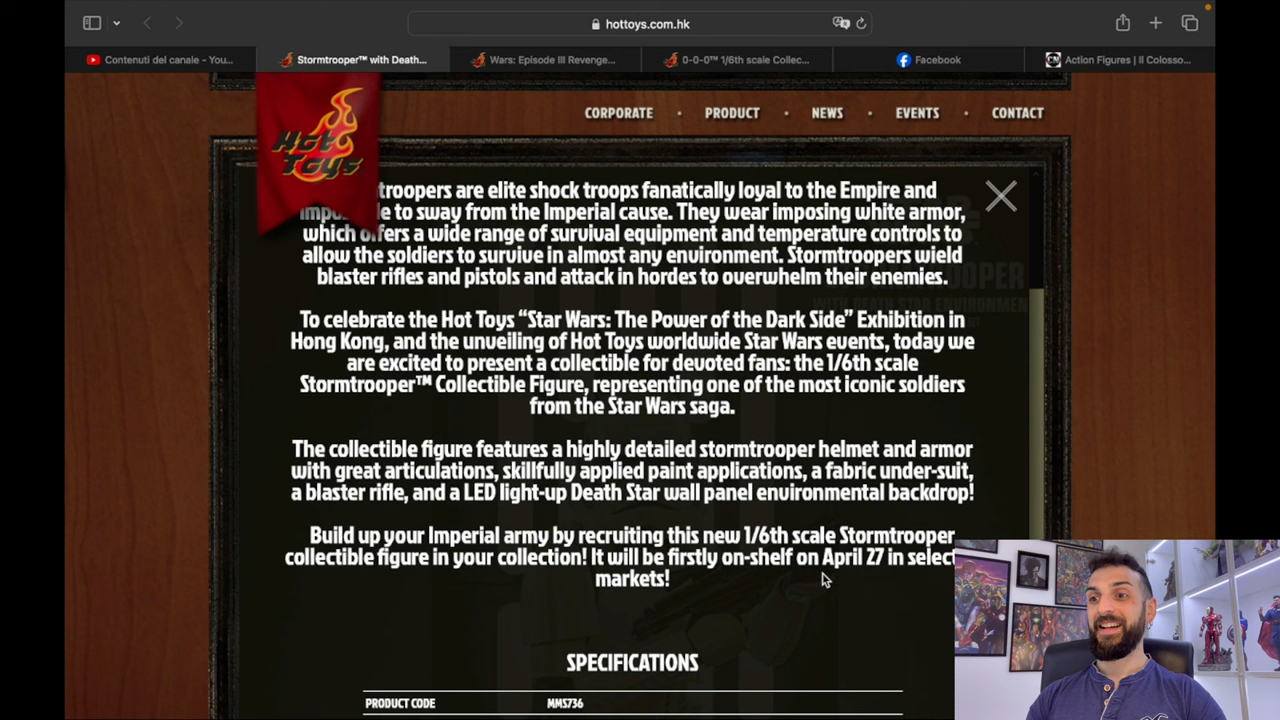 hottoys.com.hk
Contenuti del canale - You...
Stormtrooper™ with Death...
Wars: Episode III Revenge...
0-0-0™ 1/6th scale Collec...
Facebook
Action Figures | Il Colosso...
Hot Toys
CORPORATE • PRODUCT • NEWS • EVENTS • CONTACT
troopers are elite shock troops fanatically loyal to the Empire and
to sway from the Imperial cause. They wear imposing white armor,
which offers a wide range of survival equipment and temperature controls to
allow the soldiers to survive in almost any environment. Stormtroopers wield
blaster rifles and pistols and attack in hordes to overwhelm their enemies.
To celebrate the Hot Toys “Star Wars: The Power of the Dark Side” Exhibition in
Hong Kong, and the unveiling of Hot Toys worldwide Star Wars events, today we
are excited to present a collectible for devoted fans: the 1/6th scale
Stormtrooper™ Collectible Figure, representing one of the most iconic soldiers
from the Star Wars saga.
The collectible figure features a highly detailed stormtrooper helmet and armor
with great articulations, skillfully applied paint applications, a fabric under-suit,
a blaster rifle, and a LED light-up Death Star wall panel environmental backdrop!
Build up your Imperial army by recruiting this new 1/6th scale Stormtrooper
collectible figure in your collection! It will be firstly on-shelf on April 27 in select
markets!
SPECIFICATIONS
PRODUCT CODE MMS736